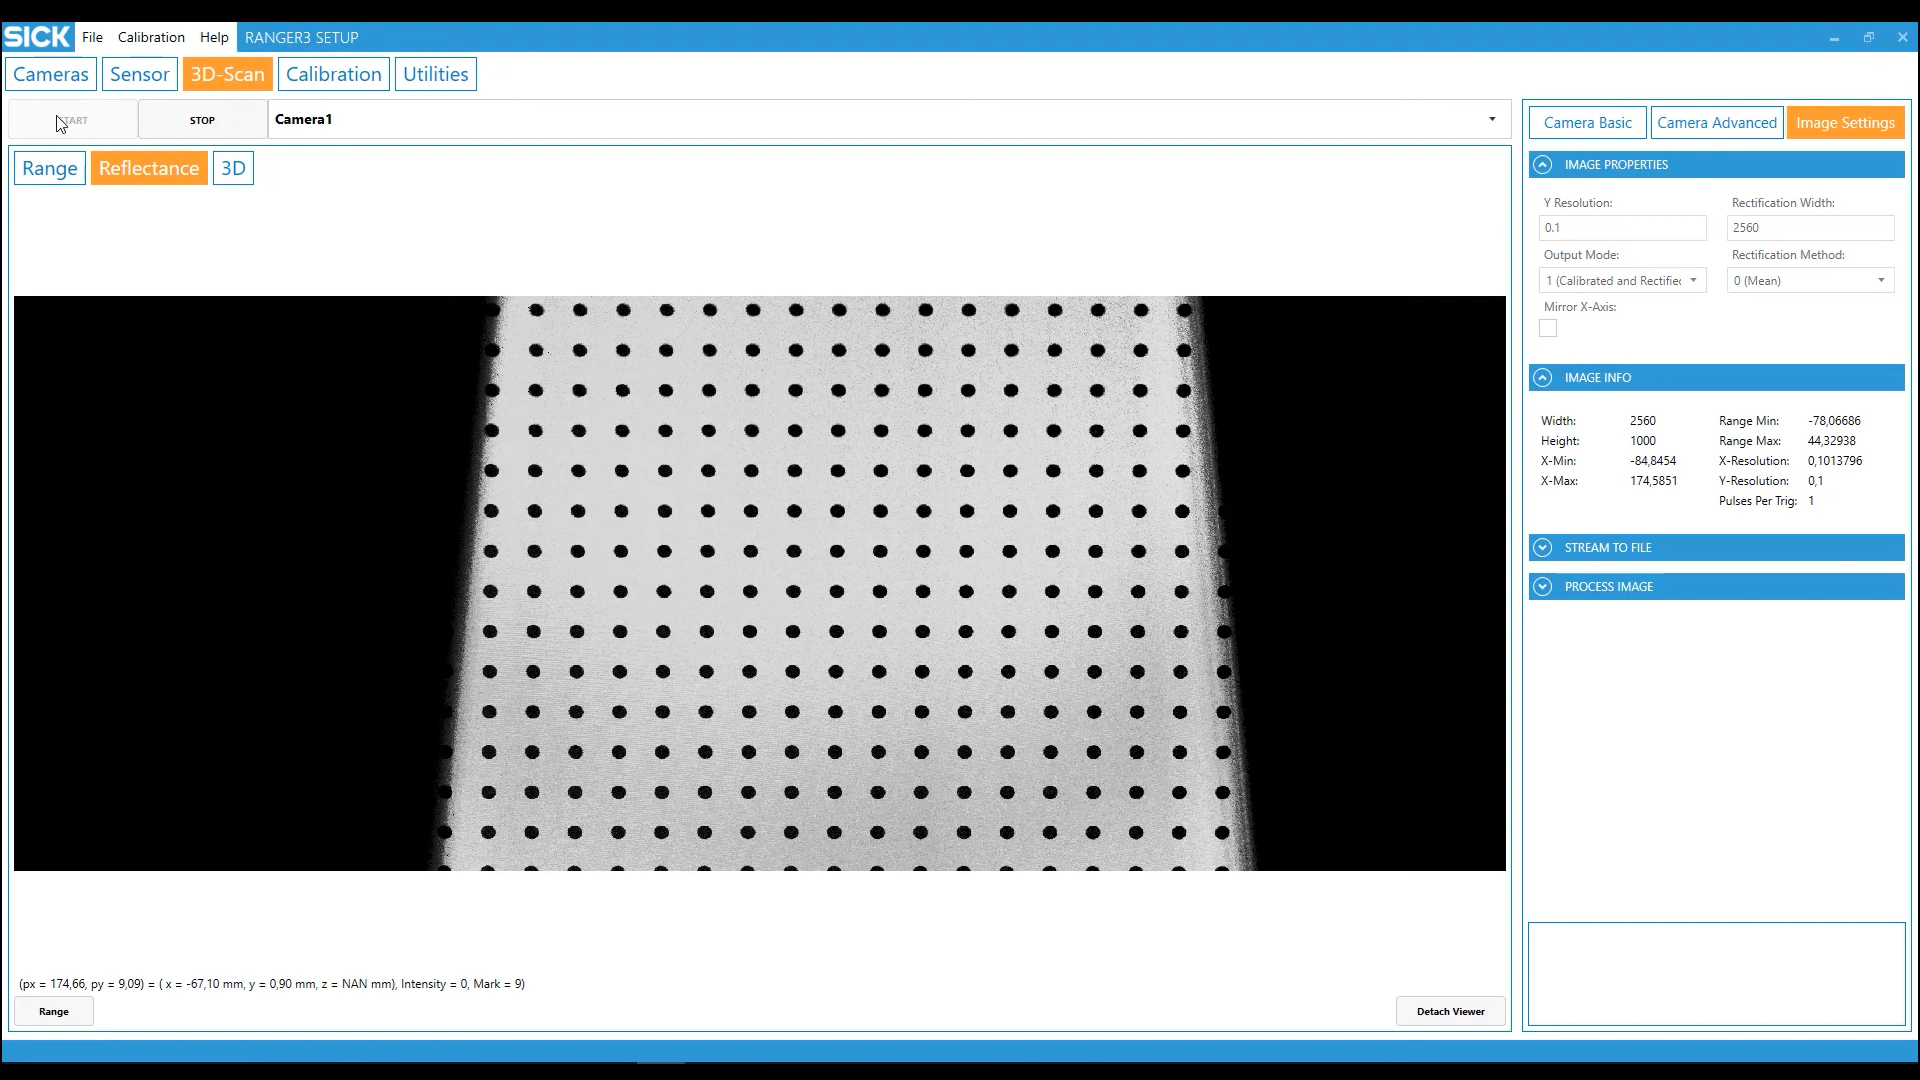 SICK File Calibration Help RANGER3 SETUP
Cameras Sensor 3D-Scan Calibration Utilities
START STOP Camera1
Range Reflectance 3D
(px = 174,66, py = 9,09) = ( x = -67,10 mm, y = 0,90 mm, z = NAN mm), Intensity = 0, Mark = 9)
Range Detach Viewer
Camera Basic Camera Advanced Image Settings
IMAGE PROPERTIES
Y Resolution: Rectification Width:
0.1 2560
Output Mode: Rectification Method:
1 (Calibrated and Rectified 0 (Mean)
Mirror X-Axis:
IMAGE INFO
Width: 2560 Range Min: -78,06686
Height: 1000 Range Max: 44,32938
X-Min: -84,8454 X-Resolution: 0,1013796
X-Max: 174,5851 Y-Resolution: 0,1
Pulses Per Trig: 1
STREAM TO FILE
PROCESS IMAGE